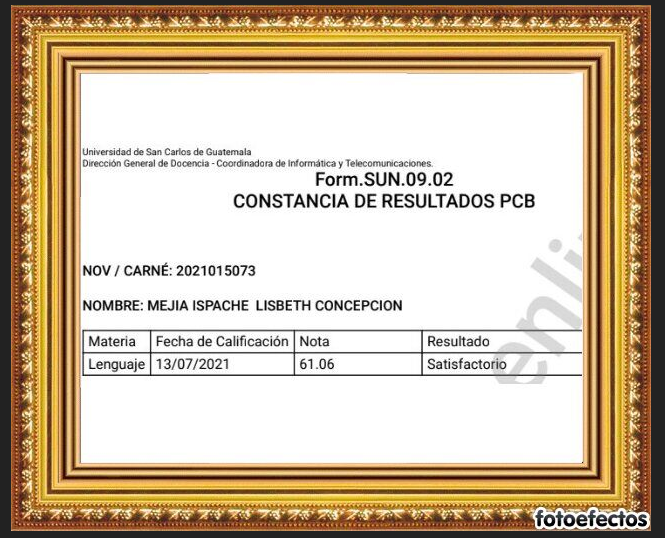 Universidad de San Carlos de Guatemala
Dirección General de Docencia - Coordinadora de Informática y Telecomunicaciones.
Form.SUN.09.02
CONSTANCIA DE RESULTADOS PCB
NOV / CARNÉ: 2021015073
NOMBRE: MEJIA ISPACHE LISBETH CONCEPCION
Materia Fecha de Calificación Nota Resultado
Lenguaje 13/07/2021 61.06 Satisfactorio
enli
fotoefectos